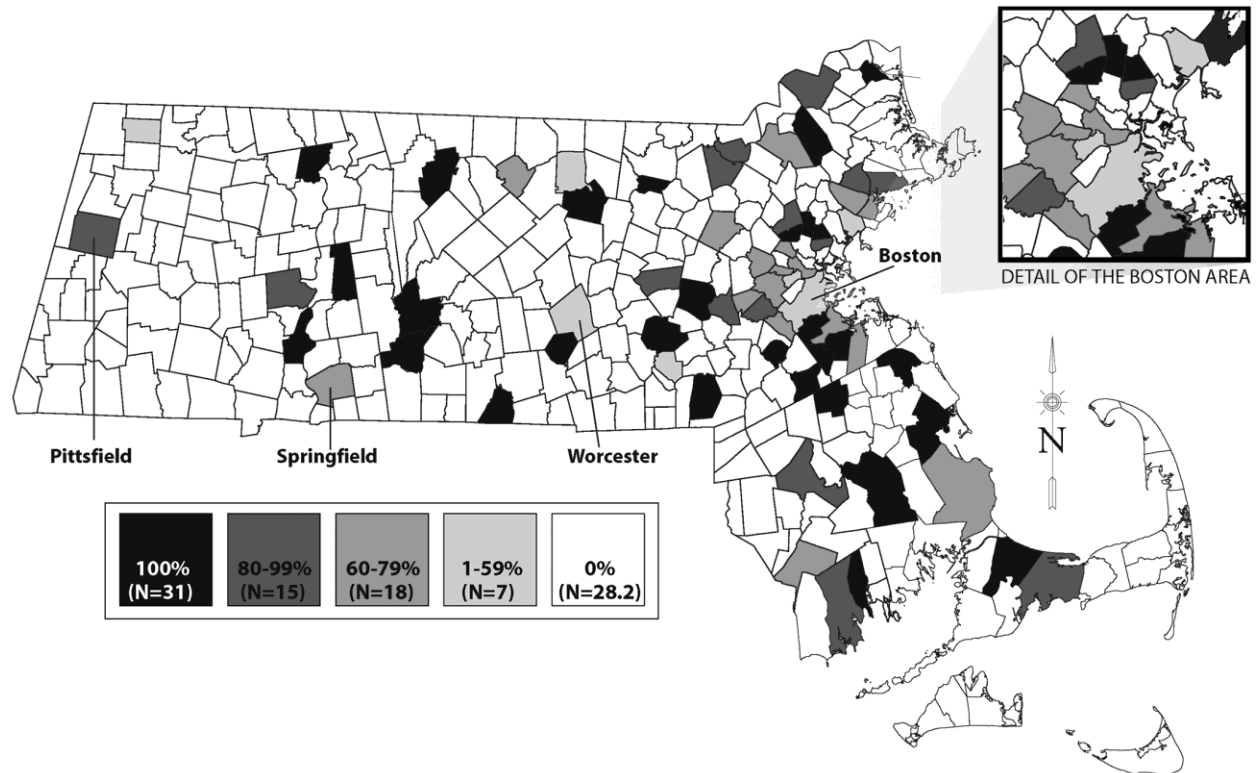 DETAIL OF THE BOSTON AREA
Boston
N
Pittsfield
Springfield
Worcester
100%
(N=31)
80-99%
(N=15)
60-79%
(N=18)
1-59%
(N=7)
0%
(N=28.2)